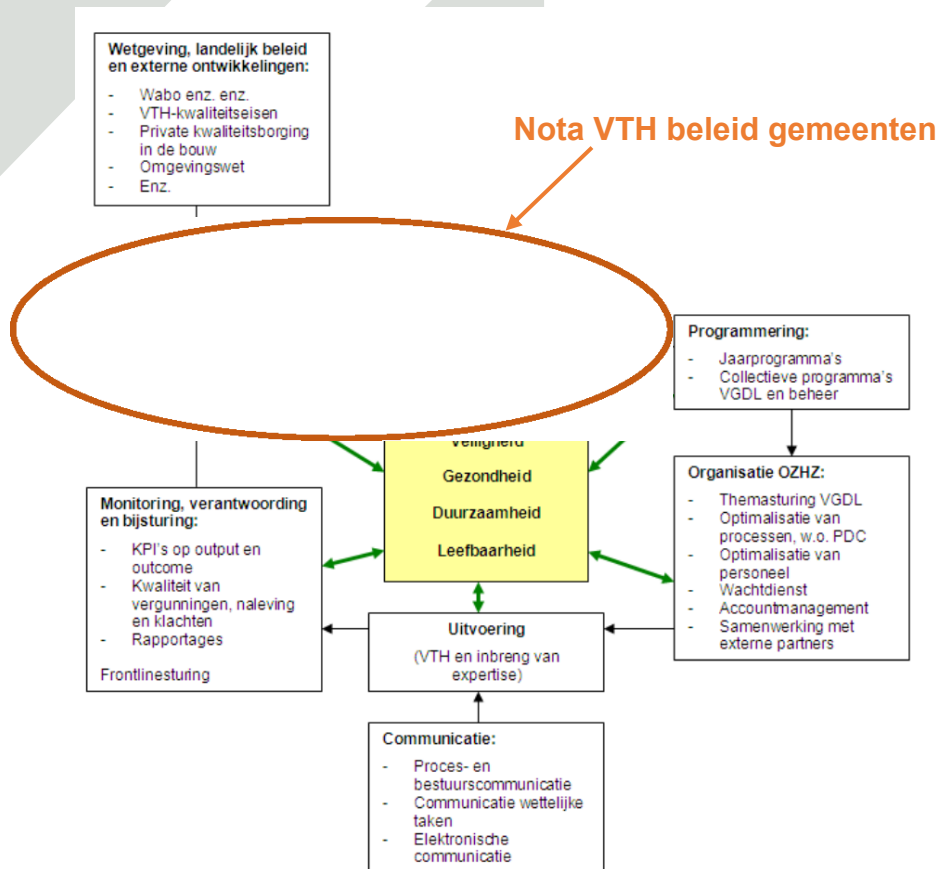 Wetgeving, landelijk beleid
en externe ontwikkelingen:
- Wabo enz. enz.
- VTH-kwaliteitseisen
- Private kwaliteitsborging
in de bouw
- Omgevingswet
- Enz.
Nota VTH beleid gemeenten
Programmering:
- Jaarprogramma's
- Collectieve programma's
VGDL en beheer
Veiligheid
Gezondheid
Duurzaamheid
Leefbaarheid
Organisatie OZHZ:
- Themasturing VGDL
- Optimalisatie van
processen, w.o. PDC
- Optimalisatie van
personeel
- Wachtdienst
- Accountmanagement
- Samenwerking met
externe partners
Monitoring, verantwoording
en bijsturing:
- KPI's op output en
outcome
- Kwaliteit van
vergunningen, naleving
en klachten
- Rapportages
Frontlinesturing
Uitvoering
(VTH en inbreng van
expertise)
Communicatie:
- Proces- en
bestuurscommunicatie
- Communicatie wettelijke
taken
- Elektronische
communicatie